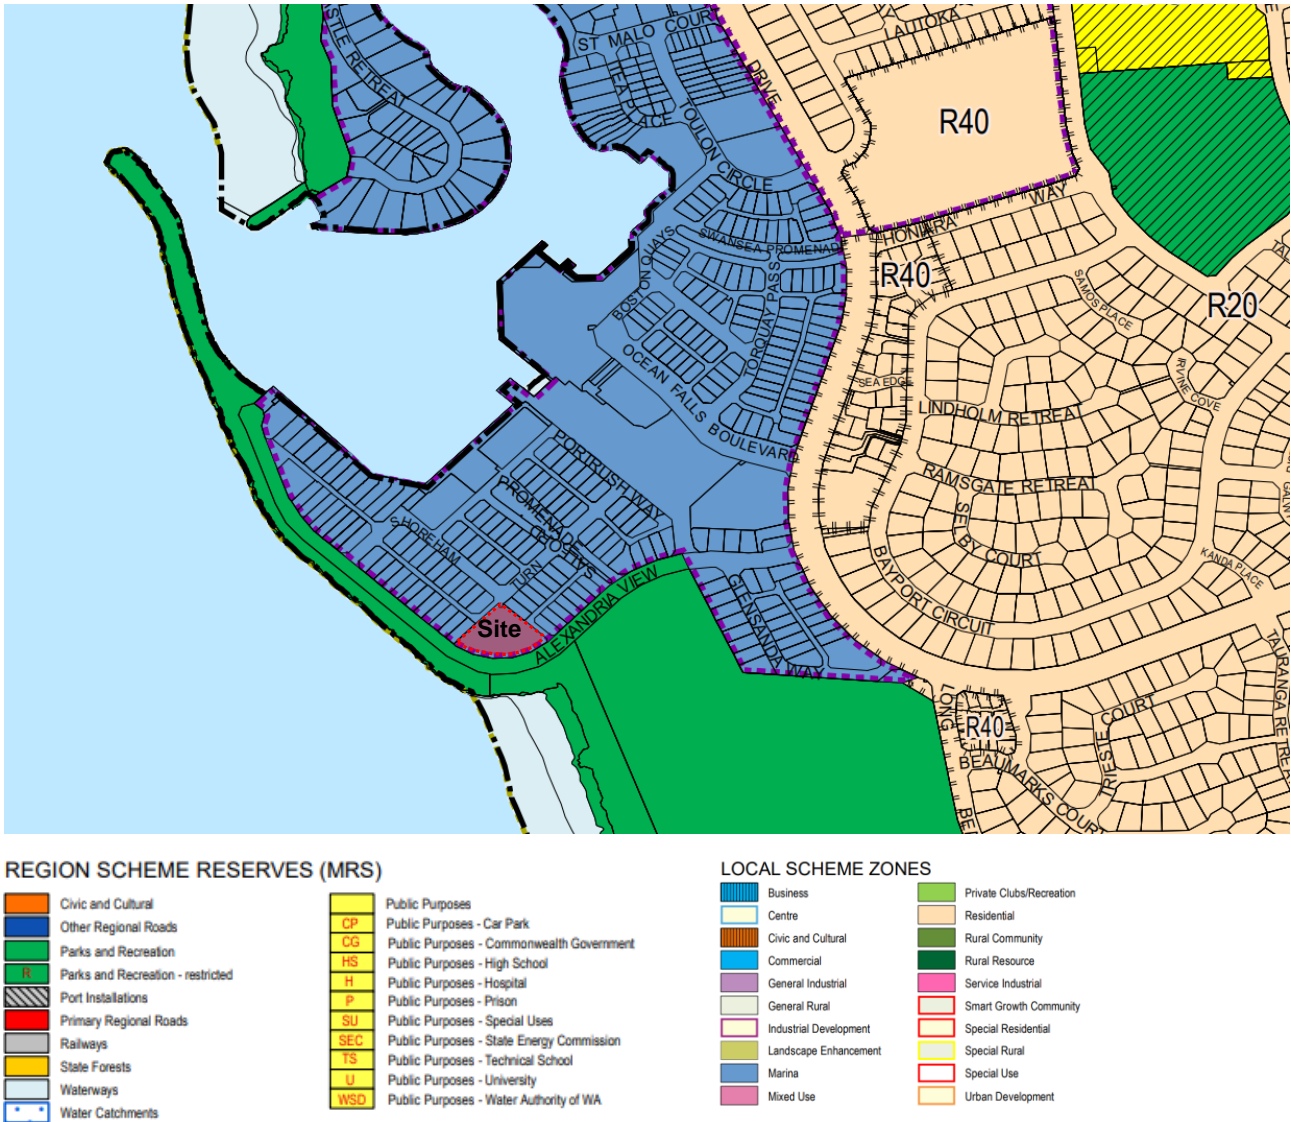 CASTLE RETREAT
ST MALO COURT
SEA PLACE
TOULON CIRCLE
DRIVE
LAUTOKA
R40
HONIARA WAY
R40
R20
SAMOS PLACE
IRVINE COVE
SWANSEA PROMENADE
BOSTON QUAYS
TORQUAY PASS
OCEAN FALLS BOULEVARD
SEA EDGE
LINDHOLM RETREAT
RAMSGATE RETREAT
SELBY COURT
KANDA PLACE
BAYPORT CIRCUIT
PORTRUSH WAY
PROMENADE
SALFORD
SHOREHAM
TURN
Site
ALEXANDRIA VIEW
GLENSANDA WAY
LONG
R40
BEAUMARIS COURT
TRIESTE COURT
TAURANGA RETREAT
REGION SCHEME RESERVES (MRS)
Civic and Cultural
Other Regional Roads
Parks and Recreation
R Parks and Recreation - restricted
Port Installations
Primary Regional Roads
Railways
State Forests
Waterways
Water Catchments
Public Purposes
CP Public Purposes - Car Park
CG Public Purposes - Commonwealth Government
HS Public Purposes - High School
H Public Purposes - Hospital
P Public Purposes - Prison
SU Public Purposes - Special Uses
SEC Public Purposes - State Energy Commission
TS Public Purposes - Technical School
U Public Purposes - University
WSD Public Purposes - Water Authority of WA
LOCAL SCHEME ZONES
Business
Centre
Civic and Cultural
Commercial
General Industrial
General Rural
Industrial Development
Landscape Enhancement
Marina
Mixed Use
Private Clubs/Recreation
Residential
Rural Community
Rural Resource
Service Industrial
Smart Growth Community
Special Residential
Special Rural
Special Use
Urban Development